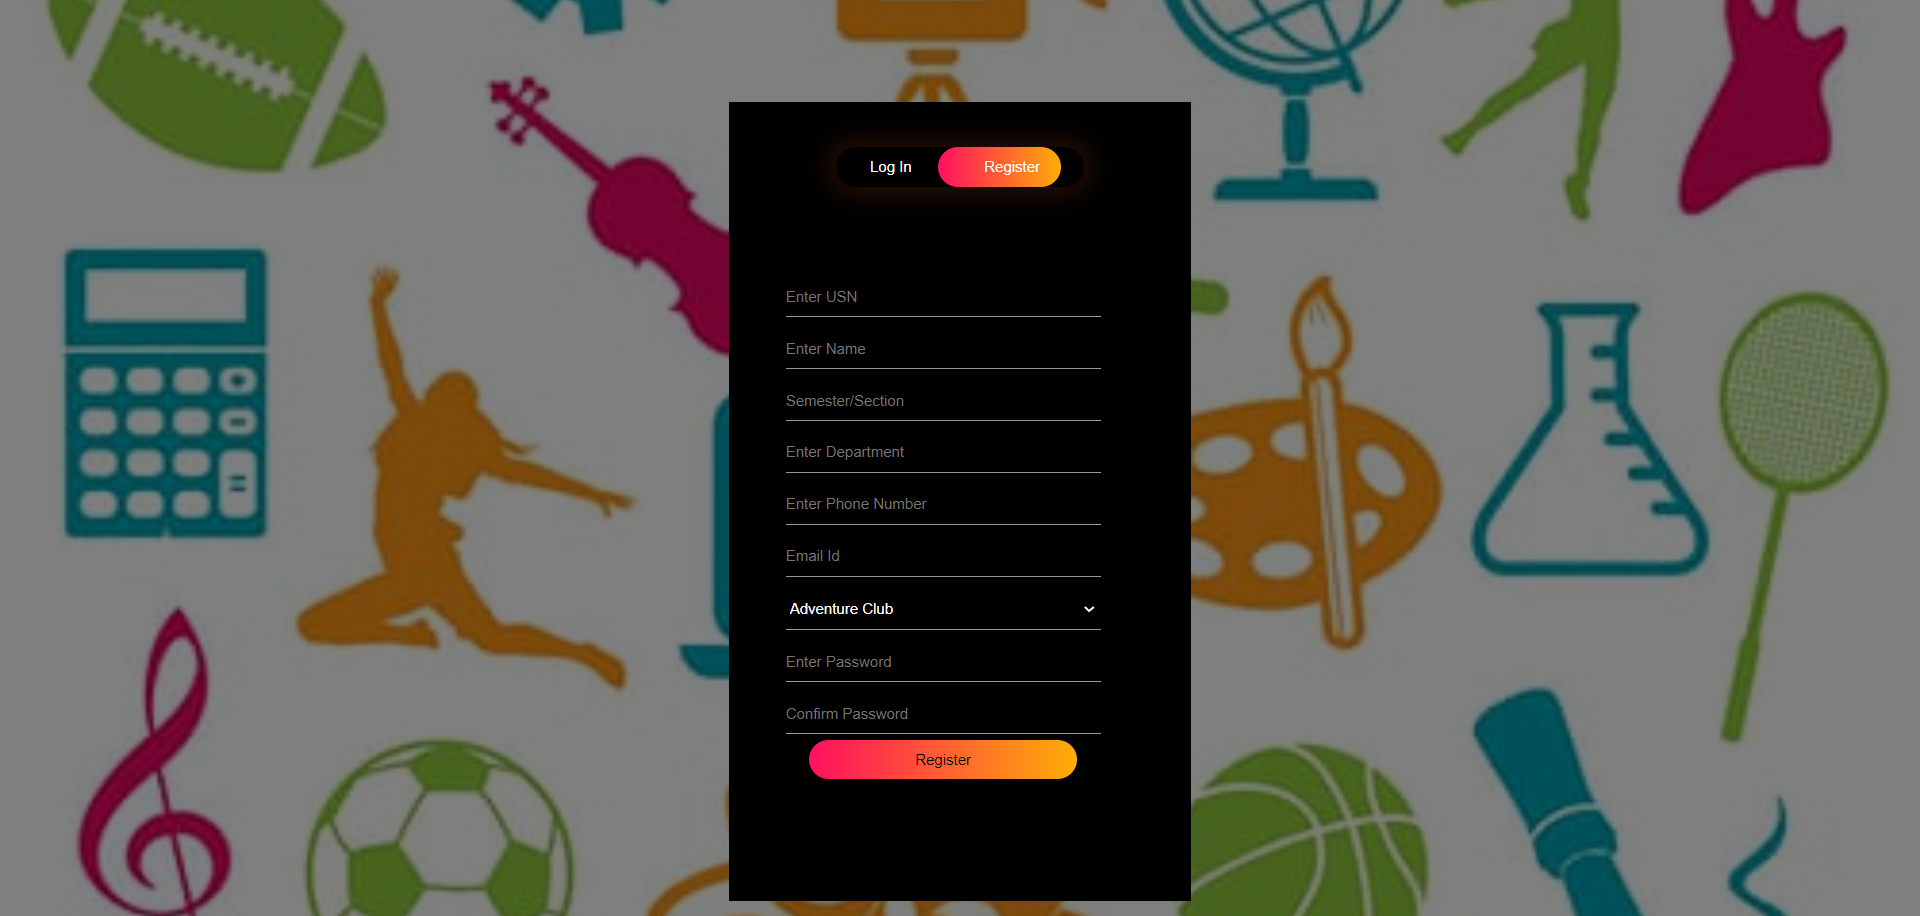 Log In Register
Enter USN
Enter Name
Semester/Section
Enter Department
Enter Phone Number
Email Id
Adventure Club
Enter Password
Confirm Password
Register